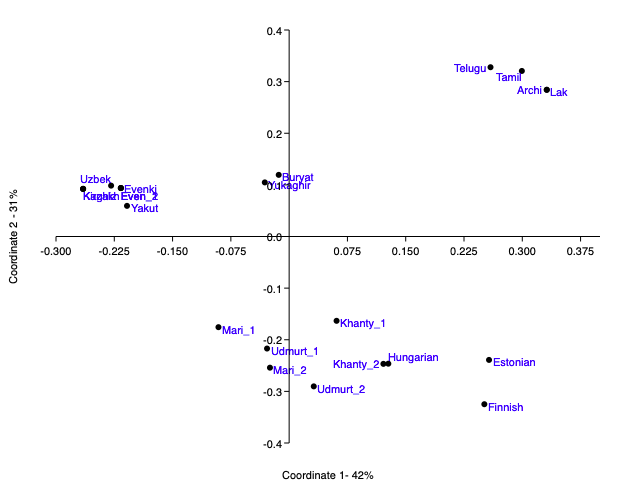 0.4
Telugu
Tamil
0.3
Archi Lak
0.2
Buryat
Uzbek
Yukaghir
0.1
Evenki
Yakut
0.0
-0.300 -0.225 -0.150 -0.075 0.075 0.150 0.225 0.300 0.375
Coordinate 2 - 31%
-0.1
Khanty_1
Mari_1
-0.2
Udmurt_1
Hungarian
Khanty_2
Estonian
Mari_2
-0.3
Udmurt_2
Finnish
-0.4
Coordinate 1- 42%